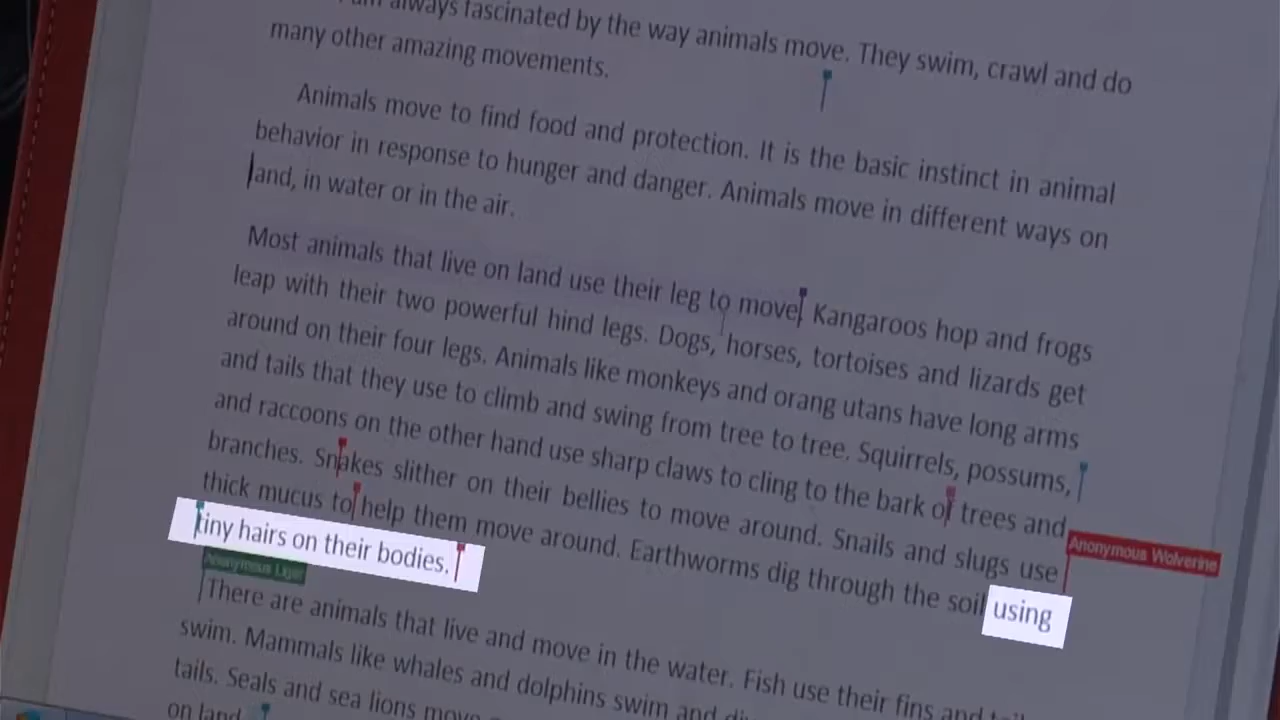 always fascinated by the way animals move. They swim, crawl and do
many other amazing movements.
Animals move to find food and protection. It is the basic instinct in animal
behavior in response to hunger and danger. Animals move in different ways on
land, in water or in the air.
Most animals that live on land use their leg to move. Kangaroos hop and frogs
leap with their two powerful hind legs. Dogs, horses, tortoises and lizards get
around on their four legs. Animals like monkeys and orang utans have long arms
and tails that they use to climb and swing from tree to tree. Squirrels, possums,
and raccoons on the other hand use sharp claws to cling to the bark of trees and
branches. Snakes slither on their bellies to move around. Snails and slugs use
Anonymous Wolverine
thick mucus to help them move around. Earthworms dig through the soil using
tiny hairs on their bodies.
Anonymous Liger
There are animals that live and move in the water. Fish use their fins and
swim. Mammals like whales and dolphins swim and
tails. Seals and sea lions move
on land